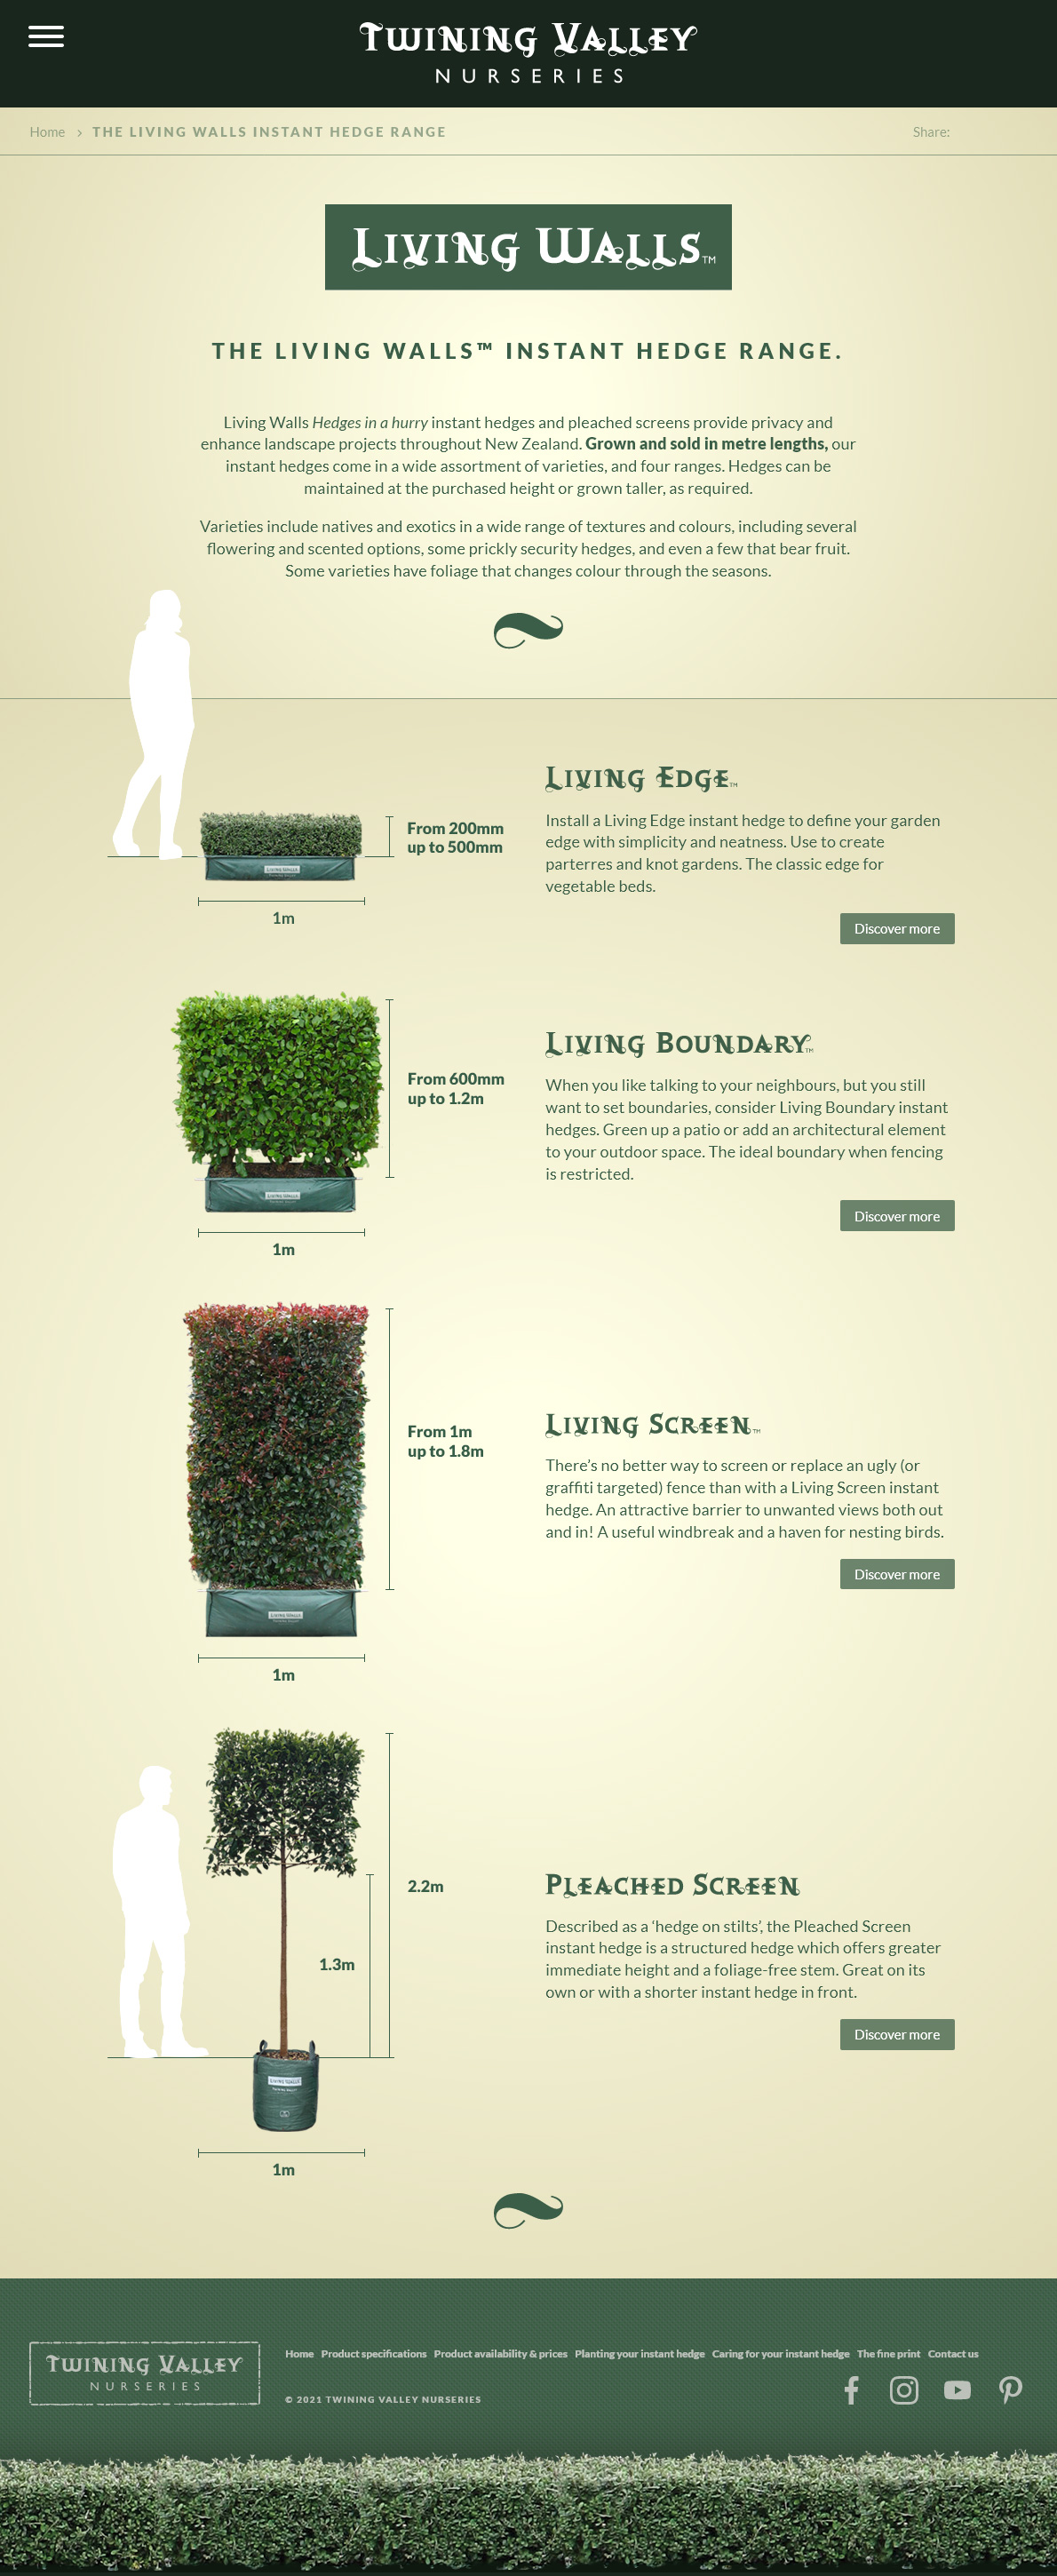 Twining Valley
NURSERIES
Home › THE LIVING WALLS INSTANT HEDGE RANGE
Share:
Living Walls™
THE LIVING WALLS™ INSTANT HEDGE RANGE.
Living Walls Hedges in a hurry instant hedges and pleached screens provide privacy and
enhance landscape projects throughout New Zealand. Grown and sold in metre lengths, our
instant hedges come in a wide assortment of varieties, and four ranges. Hedges can be
maintained at the purchased height or grown taller, as required.
Varieties include natives and exotics in a wide range of textures and colours, including several
flowering and scented options, some prickly security hedges, and even a few that bear fruit.
Some varieties have foliage that changes colour through the seasons.
Living Edge™
Install a Living Edge instant hedge to define your garden
edge with simplicity and neatness. Use to create
parterres and knot gardens. The classic edge for
vegetable beds.
Discover more
From 200mm
up to 500mm
LIVING WALLS
1m
Living Boundary™
When you like talking to your neighbours, but you still
want to set boundaries, consider Living Boundary instant
hedges. Green up a patio or add an architectural element
to your outdoor space. The ideal boundary when fencing
is restricted.
Discover more
From 600mm
up to 1.2m
LIVING WALLS
1m
Living Screen™
There’s no better way to screen or replace an ugly (or
graffiti targeted) fence than with a Living Screen instant
hedge. An attractive barrier to unwanted views both out
and in! A useful windbreak and a haven for nesting birds.
Discover more
From 1m
up to 1.8m
LIVING WALLS
1m
Pleached Screen
Described as a ‘hedge on stilts’, the Pleached Screen
instant hedge is a structured hedge which offers greater
immediate height and a foliage-free stem. Great on its
own or with a shorter instant hedge in front.
Discover more
2.2m
1.3m
LIVING WALLS
1m
Twining Valley
NURSERIES
Home Product specifications Product availability & prices Planting your instant hedge Caring for your instant hedge The fine print Contact us
© 2021 TWINING VALLEY NURSERIES